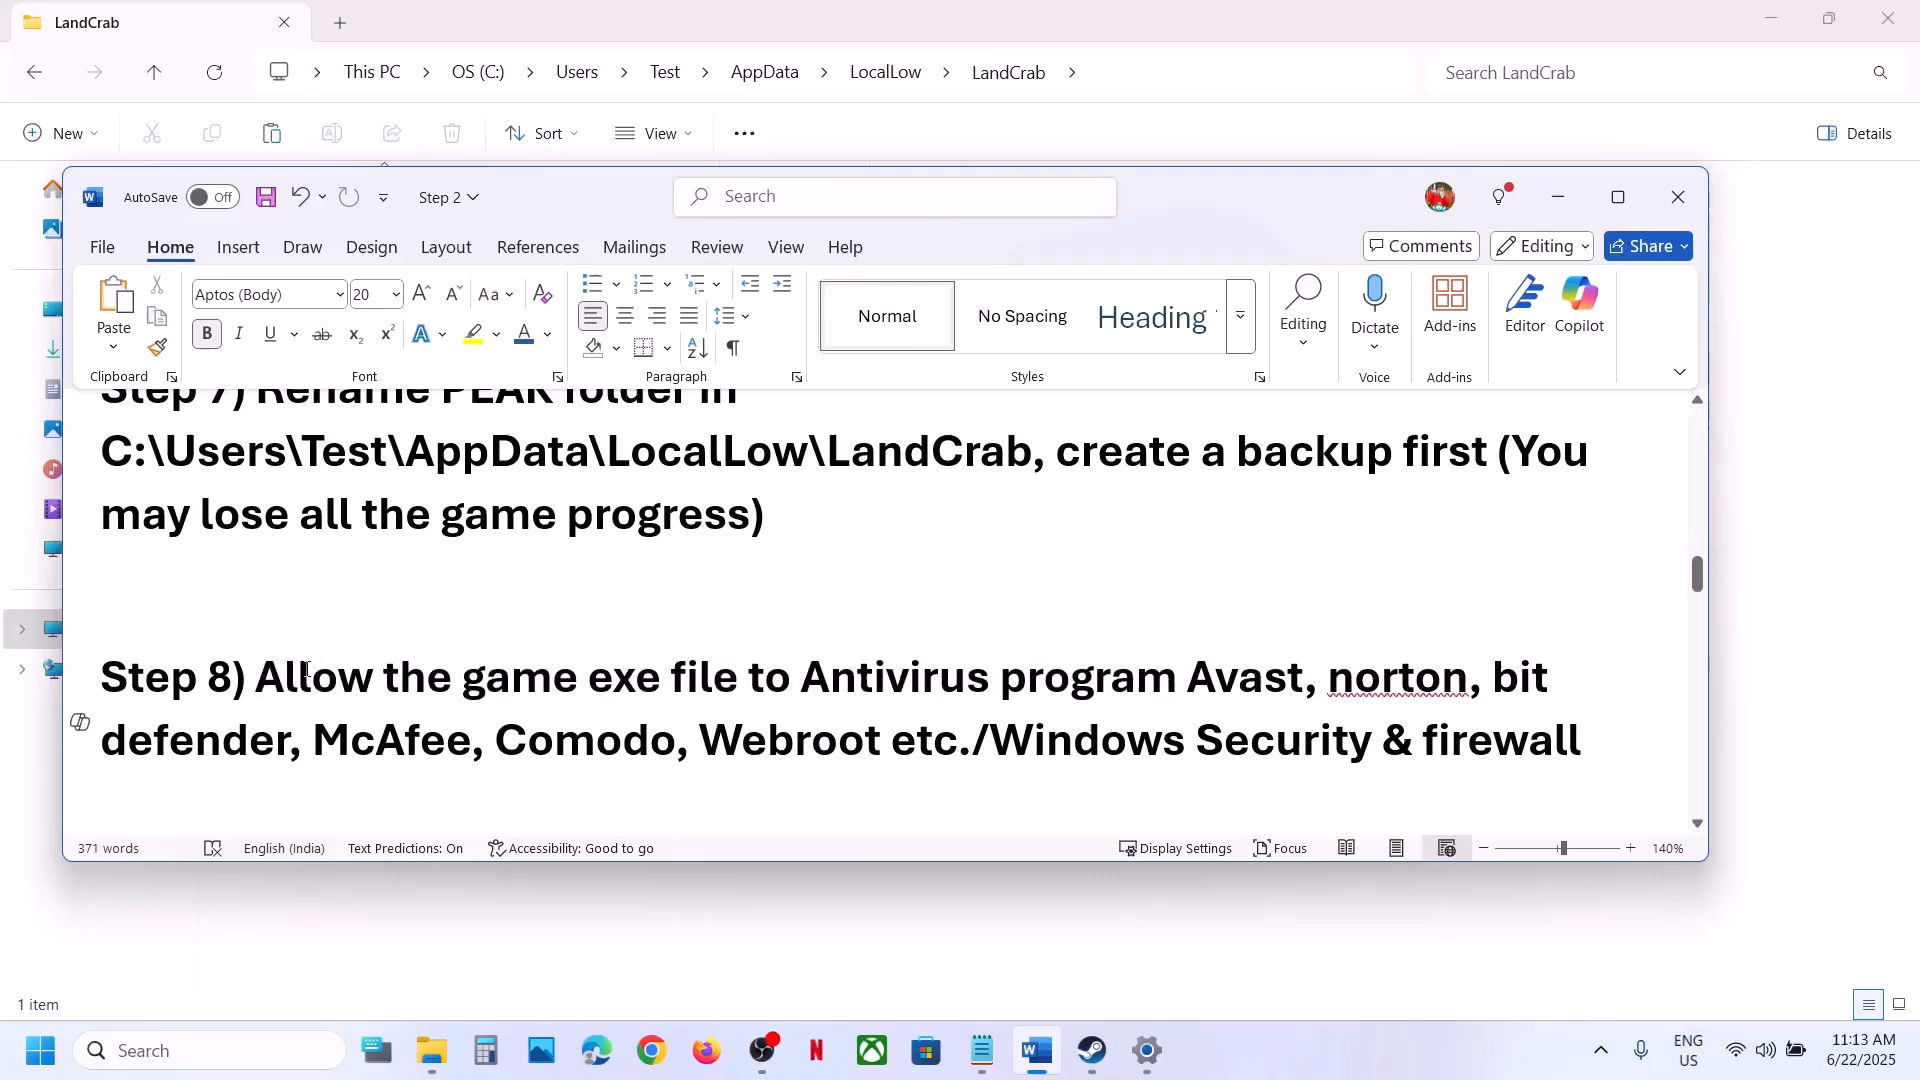 LandCrab
This PC > OS (C:) > Users > Test > AppData > LocalLow > LandCrab >
Search LandCrab
New
Sort
View
Details
AutoSave Off
Step 2
Search
File Home Insert Draw Design Layout References Mailings Review View Help
Comments
Editing
Share
Paste
Aptos (Body)
20
Normal
No Spacing
Heading
Editing
Dictate
Add-ins
Editor
Copilot
Clipboard
Font
Paragraph
Styles
Voice
Add-ins
Step 7) Rename PEAK folder in
C:\Users\Test\AppData\LocalLow\LandCrab, create a backup first (You
may lose all the game progress)
Step 8) Allow the game exe file to Antivirus program Avast, norton, bit
defender, McAfee, Comodo, Webroot etc./Windows Security & firewall
371 words
English (India)
Text Predictions: On
Accessibility: Good to go
Display Settings
Focus
140%
1 item
Search
ENG
US
11:13 AM
6/22/2025